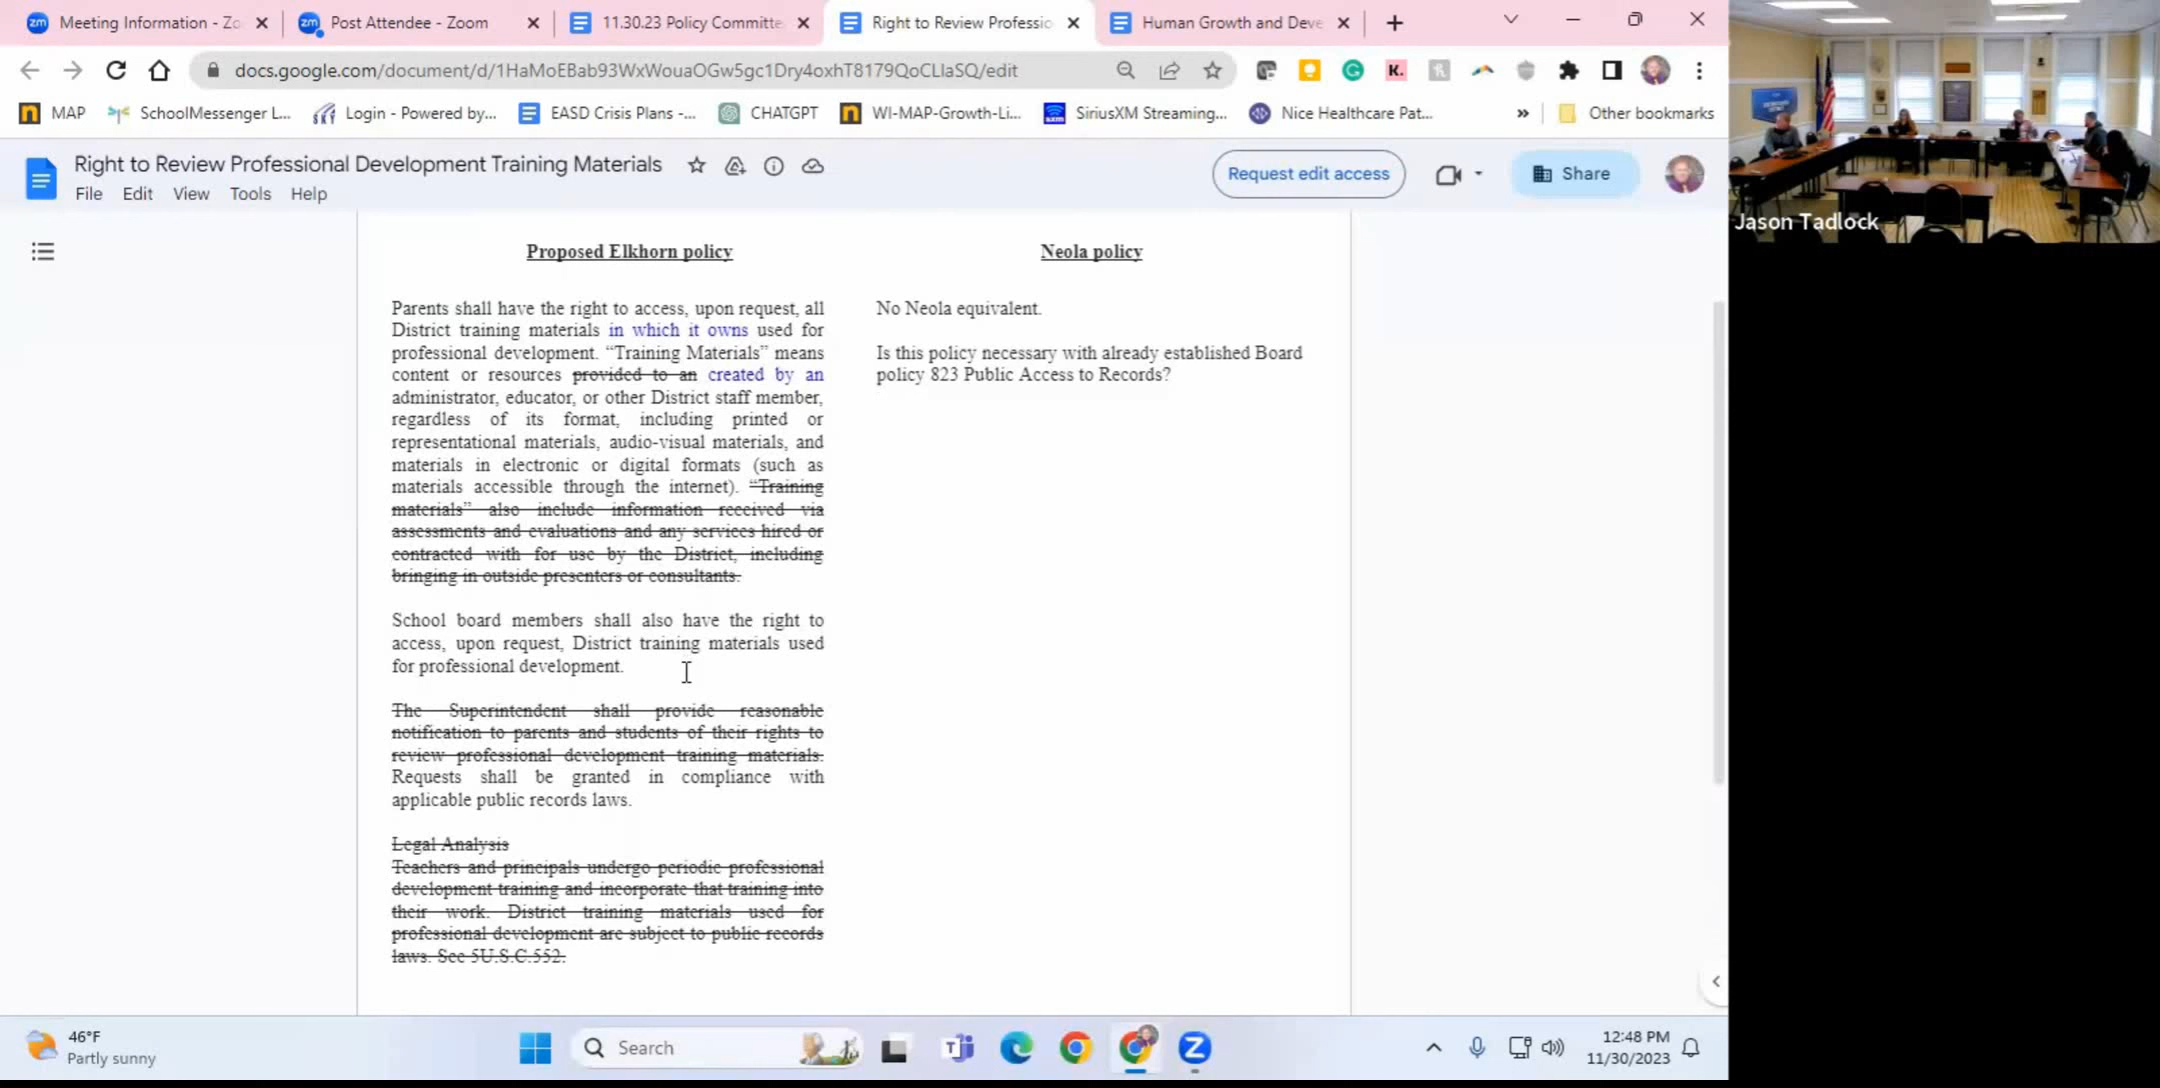 Meeting Information - Zo
Post Attendee - Zoom
11.30.23 Policy Committe
Right to Review Professio
Human Growth and Deve
docs.google.com/document/d/1HaMoEBab93WxWouaOGw5gc1Dry4oxhT8179QoCLlaSQ/edit
MAP
SchoolMessenger L...
Login - Powered by...
EASD Crisis Plans -...
CHATGPT
WI-MAP-Growth-Li...
SiriusXM Streaming...
Nice Healthcare Pat...
»
Other bookmarks
Right to Review Professional Development Training Materials
File Edit View Tools Help
Request edit access
Share
Jason Tadlock
Proposed Elkhorn policy
Parents shall have the right to access, upon request, all
District training materials in which it owns used for
professional development. “Training Materials” means
content or resources provided to an created by an
administrator, educator, or other District staff member,
regardless of its format, including printed or
representational materials, audio-visual materials, and
materials in electronic or digital formats (such as
materials accessible through the internet). “Training
materials” also include information received via
assessments and evaluations and any services hired or
contracted with for use by the District, including
bringing in outside presenters or consultants.
School board members shall also have the right to
access, upon request, District training materials used
for professional development.
The Superintendent shall provide reasonable
notification to parents and students of their rights to
review professional development training materials.
Requests shall be granted in compliance with
applicable public records laws.
Legal Analysis
Teachers and principals undergo periodic professional
development training and incorporate that training into
their work. District training materials used for
professional development are subject to public records
laws. See 5U.S.C.552.
Neola policy
No Neola equivalent.
Is this policy necessary with already established Board
policy 823 Public Access to Records?
46°F
Partly sunny
Search
12:48 PM
11/30/2023